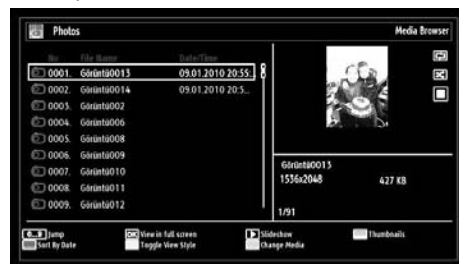 Photos Media Browser
No File Name Date/Time
0001. Görüntü0013 09.01.2010 20:55:
0002. Görüntü0014 09.01.2010 20:5..
0003. Görüntü002
0004. Görüntü006
0005. Görüntü008
0006. Görüntü009
0007. Görüntü010
0008. Görüntü011
0009. Görüntü012
Görüntü0013
1536x2048 427 KB
1/91
0...9 Jump OK View in full screen Slideshow Thumbnails
Sort By Date Toggle View Style Change Media